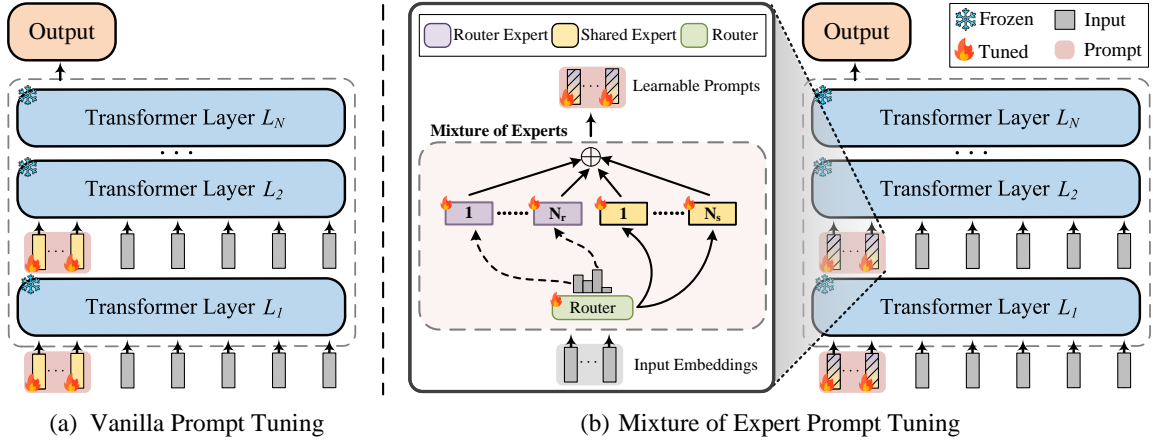 Output
Transformer Layer L_N
...
Transformer Layer L_2
...
Transformer Layer L_1
...
(a) Vanilla Prompt Tuning
Router Expert Shared Expert Router
Learnable Prompts
...
Mixture of Experts
1 ...... N_r 1 ...... N_s
Router
Input Embeddings
...
Output
Frozen Input
Tuned Prompt
Transformer Layer L_N
...
Transformer Layer L_2
...
Transformer Layer L_1
...
(b) Mixture of Expert Prompt Tuning